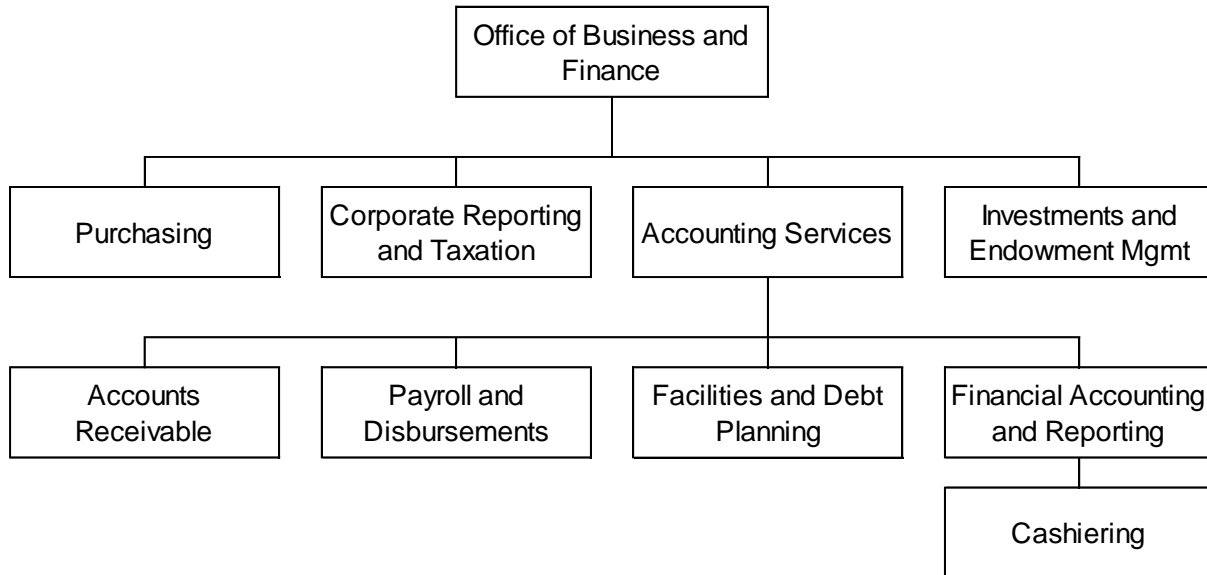 Office of Business and
Finance
Purchasing
Corporate Reporting
and Taxation
Accounting Services
Investments and
Endowment Mgmt
Accounts
Receivable
Payroll and
Disbursements
Facilities and Debt
Planning
Financial Accounting
and Reporting
Cashiering